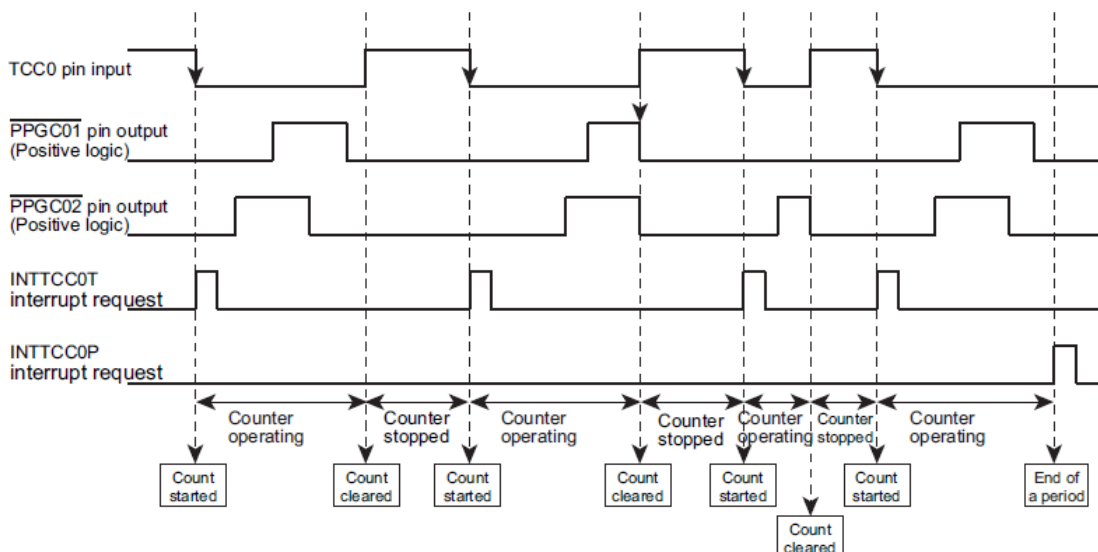 TCC0 pin input
PPGC01 pin output
(Positive logic)
PPGC02 pin output
(Positive logic)
INTTCC0T
interrupt request
INTTCC0P
interrupt request
Counter
operating
Counter
stopped
Counter
operating
Counter
stopped
Counter
operating
Counter
stopped
Counter
operating
Count
started
Count
cleared
Count
started
Count
cleared
Count
started
Count
cleared
Count
started
End of
a period